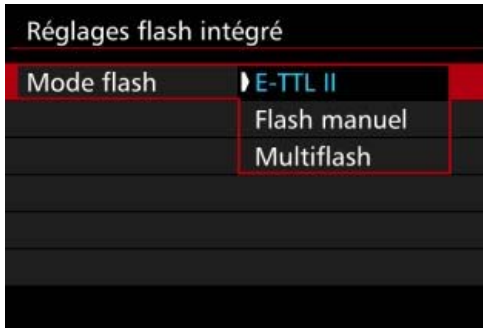 Réglages flash intégré
Mode flash E-TTL II
Flash manuel
Multiflash